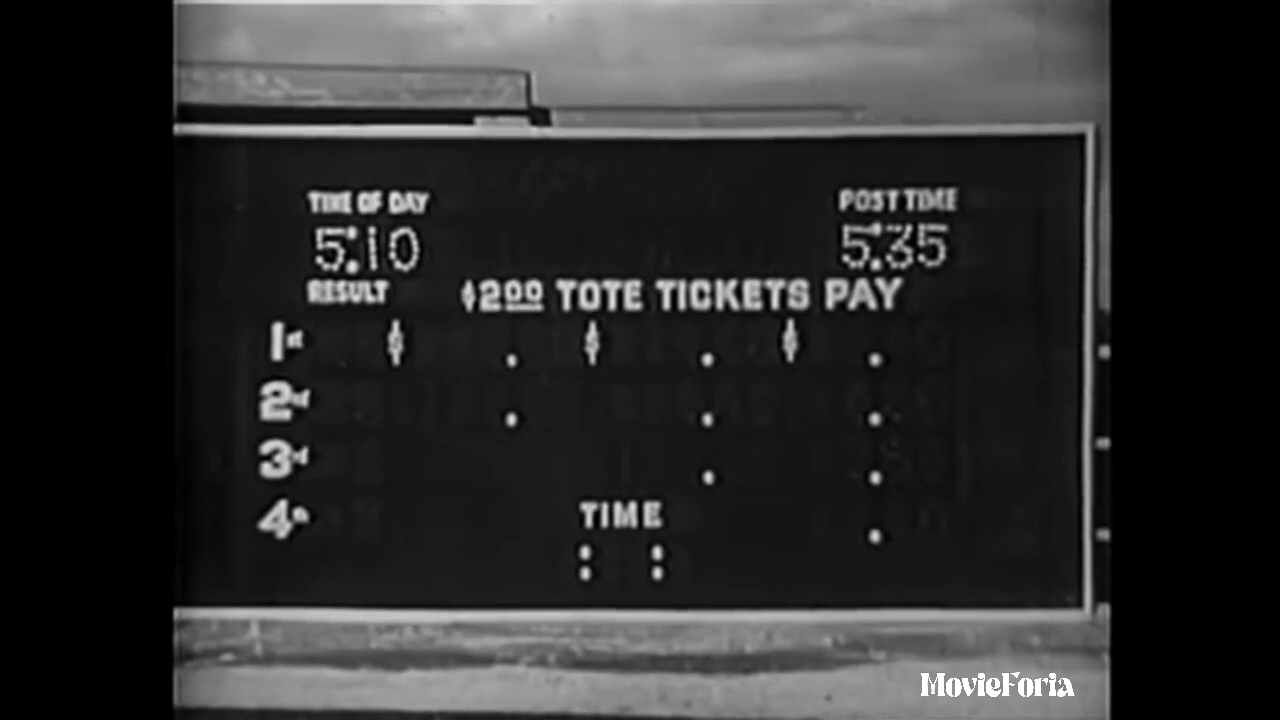 TIME OF DAY
5:10
POST TIME
5:35
RESULT
$2.00 TOTE TICKETS PAY
1st $ . $ . $ .
2nd . . .
3rd . .
4th .
TIME
: :
MovieForia